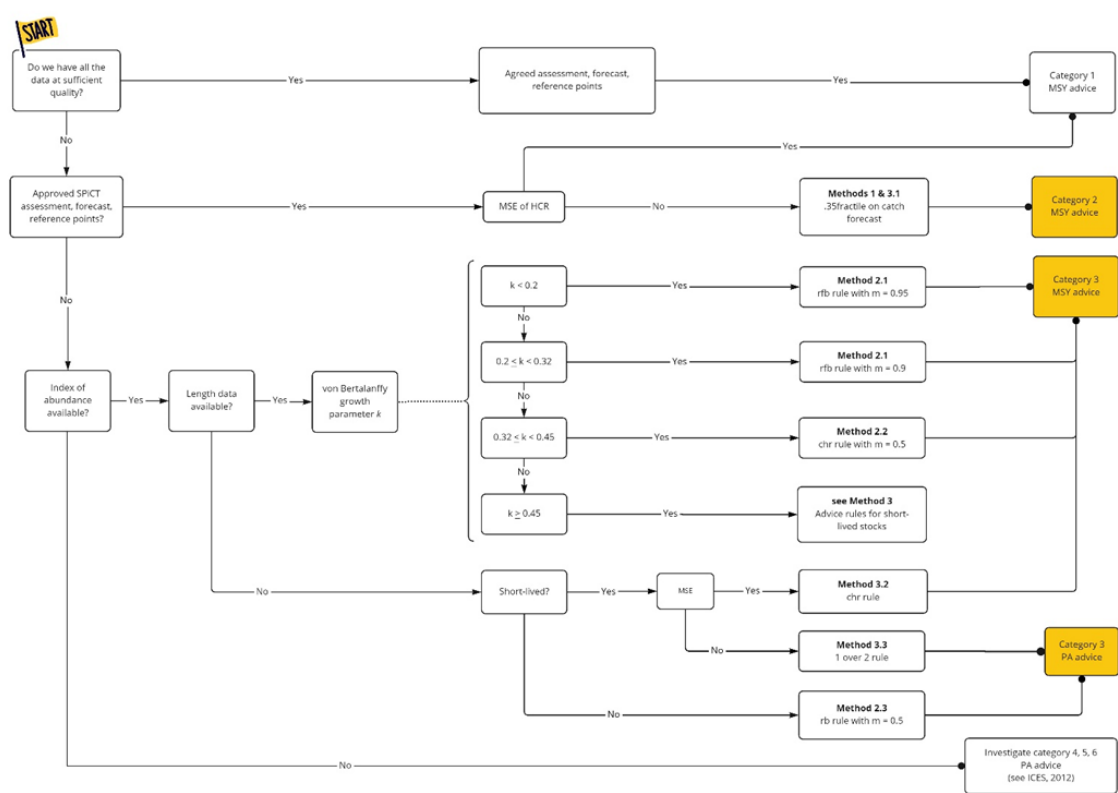 START
Do we have all the
data at sufficient
quality?
Yes
Agreed assessment, forecast,
reference points
Yes
Category 1
MSY advice
No
Yes
Approved SPiCT
assessment, forecast,
reference points?
Yes
MSE of HCR
No
Methods 1 & 3.1
.35fractile on catch
forecast
Category 2
MSY advice
No
k < 0.2
Yes
Method 2.1
rfb rule with m = 0.95
Category 3
MSY advice
No
0.2 ≤ k < 0.32
Yes
Method 2.1
rfb rule with m = 0.9
Index of
abundance
available?
Yes
Length data
available?
Yes
von Bertalanffy
growth
parameter k
No
0.32 ≤ k < 0.45
Yes
Method 2.2
chr rule with m = 0.5
No
k ≥ 0.45
Yes
see Method 3
Advice rules for short-
lived stocks
No
Short-lived?
Yes
MSE
Yes
Method 3.2
chr rule
No
Method 3.3
1 over 2 rule
Category 3
PA advice
No
Method 2.3
rb rule with m = 0.5
No
Investigate category 4, 5, 6
PA advice
(see ICES, 2012)